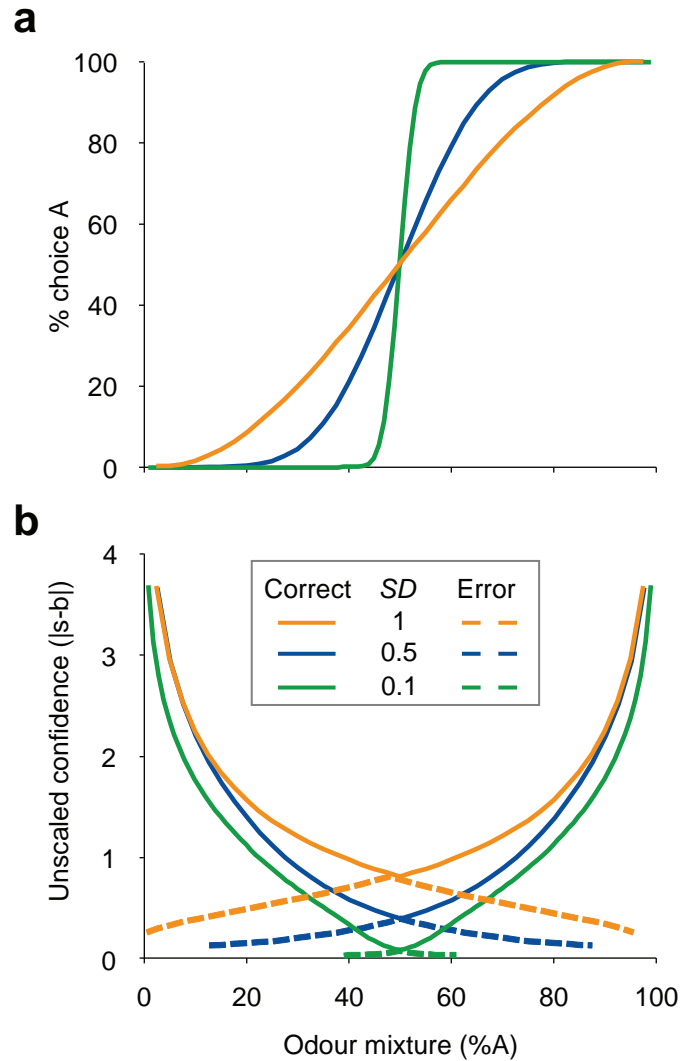 a
100
80
60
40
20
0
% choice A
b
4
3
2
1
0
Unscaled confidence (|s-b|)
Correct SD Error
1
0.5
0.1
0 20 40 60 80 100
Odour mixture (%A)